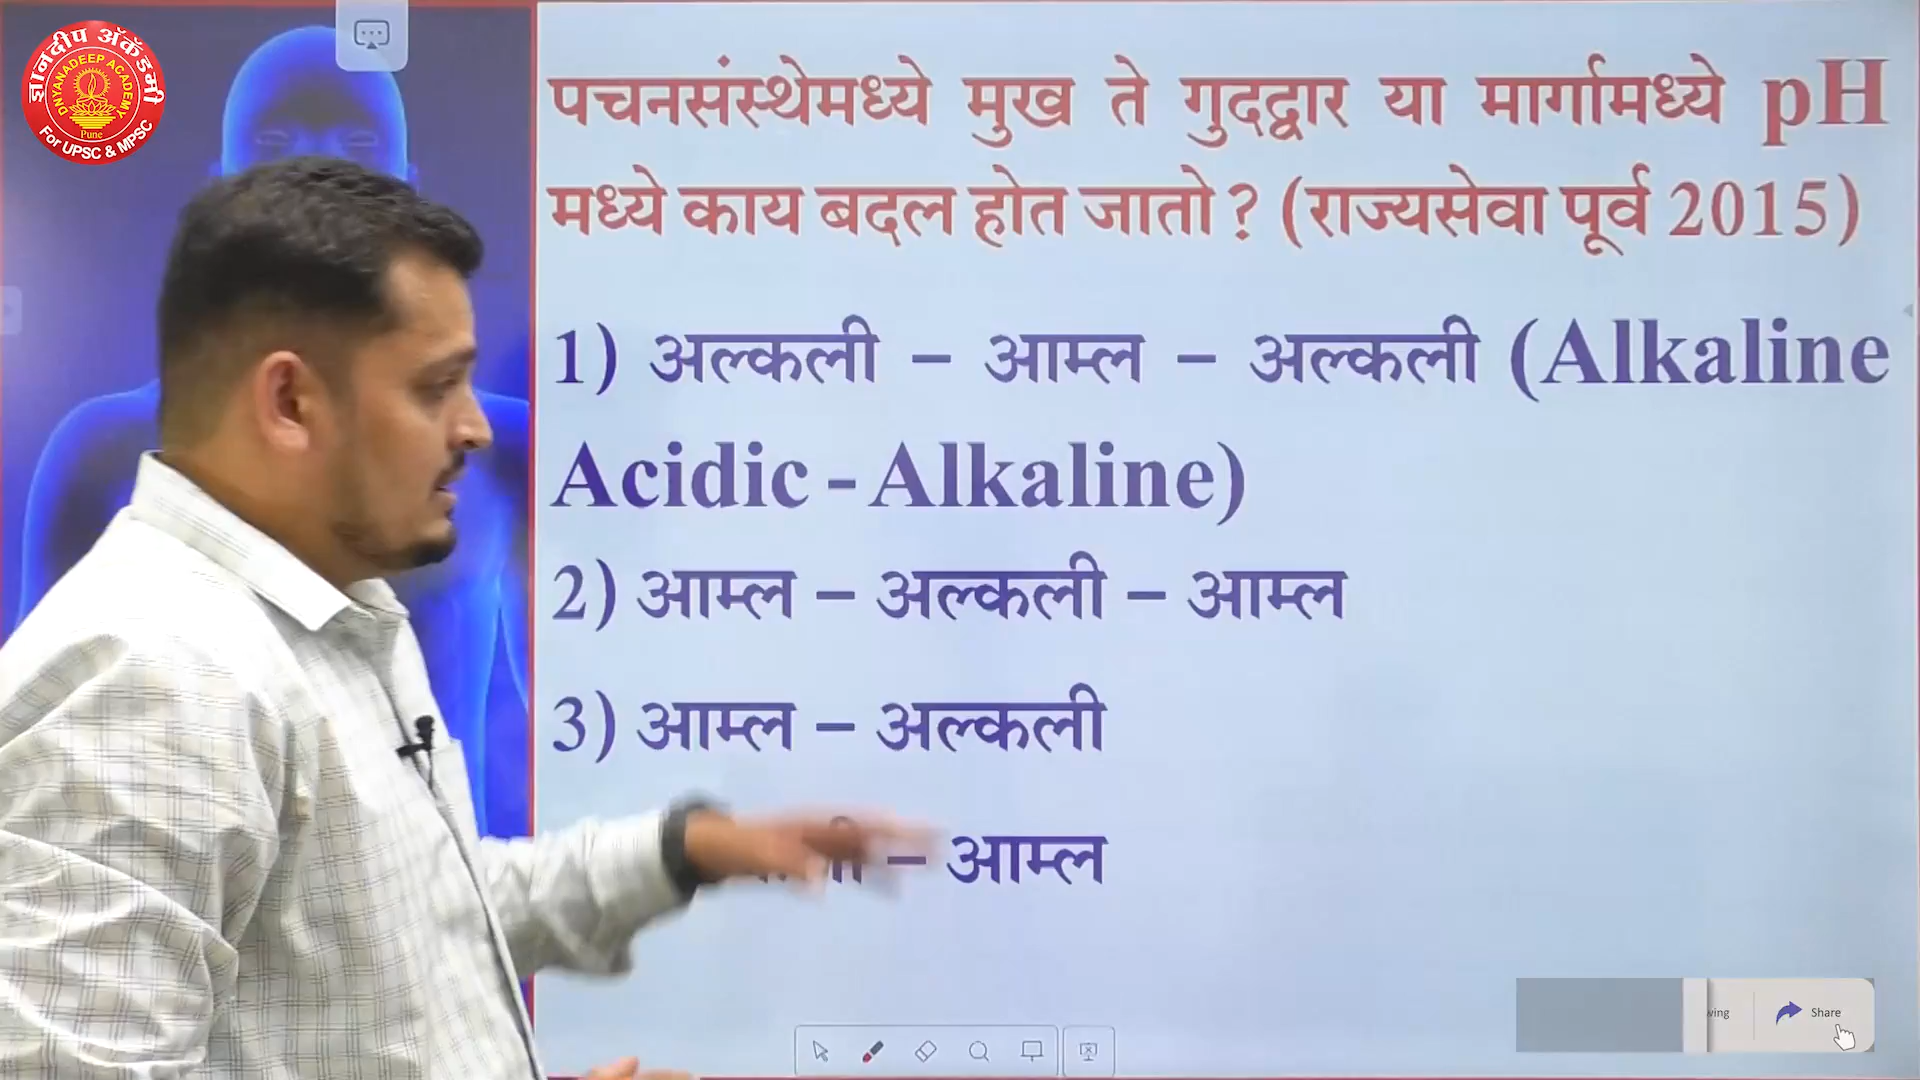 ज्ञानदीप अ‍ॅकॅडमी
DNYANADEEP ACADEMY
Pune
For UPSC & MPSC
पचनसंस्थेमध्ये मुख ते गुदद्वार या मार्गामध्ये pH
मध्ये काय बदल होत जातो ? (राज्यसेवा पूर्व 2015)
1) अल्कली – आम्ल – अल्कली (Alkaline
Acidic - Alkaline)
2) आम्ल – अल्कली – आम्ल
3) आम्ल – अल्कली
– आम्ल
Share